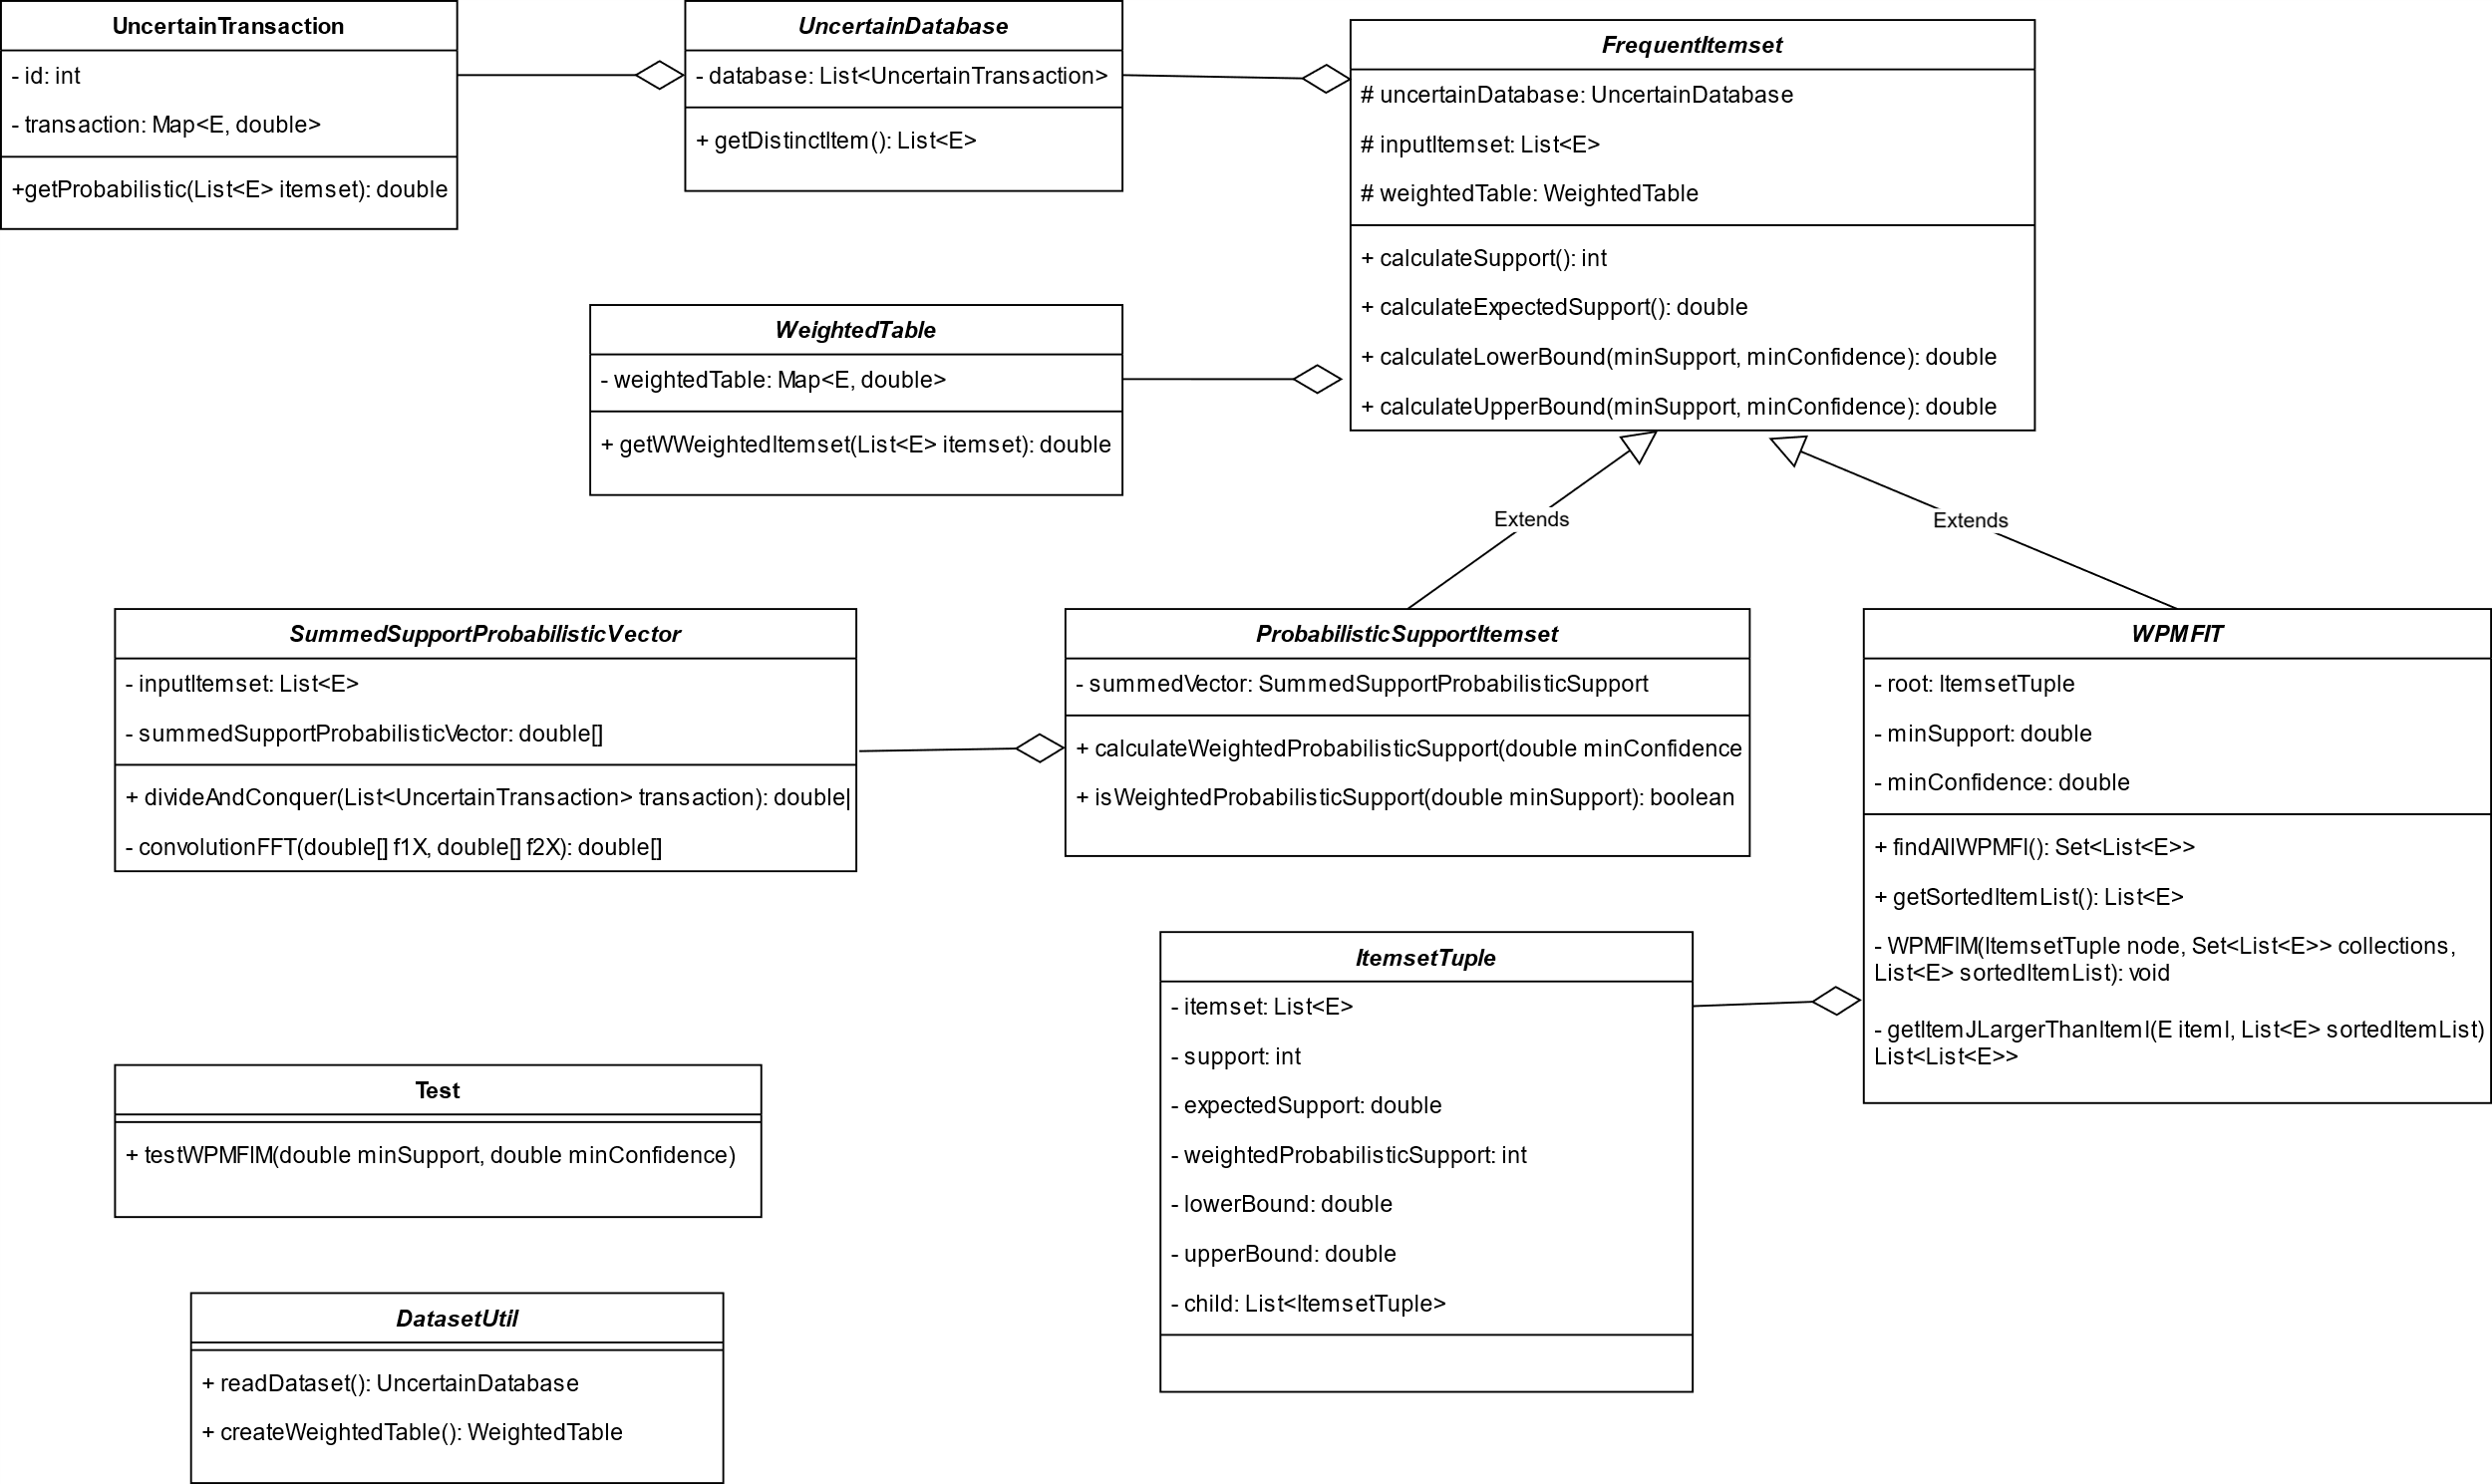 UncertainTransaction
- id: int
- transaction: Map<E, double>
+getProbabilistic(List<E> itemset): double
UncertainDatabase
- database: List<UncertainTransaction>
+ getDistinctItem(): List<E>
FrequentItemset
# uncertainDatabase: UncertainDatabase
# inputItemset: List<E>
# weightedTable: WeightedTable
+ calculateSupport(): int
+ calculateExpectedSupport(): double
+ calculateLowerBound(minSupport, minConfidence): double
+ calculateUpperBound(minSupport, minConfidence): double
WeightedTable
- weightedTable: Map<E, double>
+ getWWeightedItemset(List<E> itemset): double
Extends
Extends
SummedSupportProbabilisticVector
- inputItemset: List<E>
- summedSupportProbabilisticVector: double[]
+ divideAndConquer(List<UncertainTransaction> transaction): double[
- convolutionFFT(double[] f1X, double[] f2X): double[]
ProbabilisticSupportItemset
- summedVector: SummedSupportProbabilisticSupport
+ calculateWeightedProbabilisticSupport(double minConfidence
+ isWeightedProbabilisticSupport(double minSupport): boolean
WPMFIT
- root: ItemsetTuple
- minSupport: double
- minConfidence: double
+ findAllWPMFI(): Set<List<E>>
+ getSortedItemList(): List<E>
- WPMFIM(ItemsetTuple node, Set<List<E>> collections,
List<E> sortedItemList): void
- getItemJLargerThanItemI(E itemI, List<E> sortedItemList)
List<List<E>>
ItemsetTuple
- itemset: List<E>
- support: int
- expectedSupport: double
- weightedProbabilisticSupport: int
- lowerBound: double
- upperBound: double
- child: List<ItemsetTuple>
Test
+ testWPMFIM(double minSupport, double minConfidence)
DatasetUtil
+ readDataset(): UncertainDatabase
+ createWeightedTable(): WeightedTable